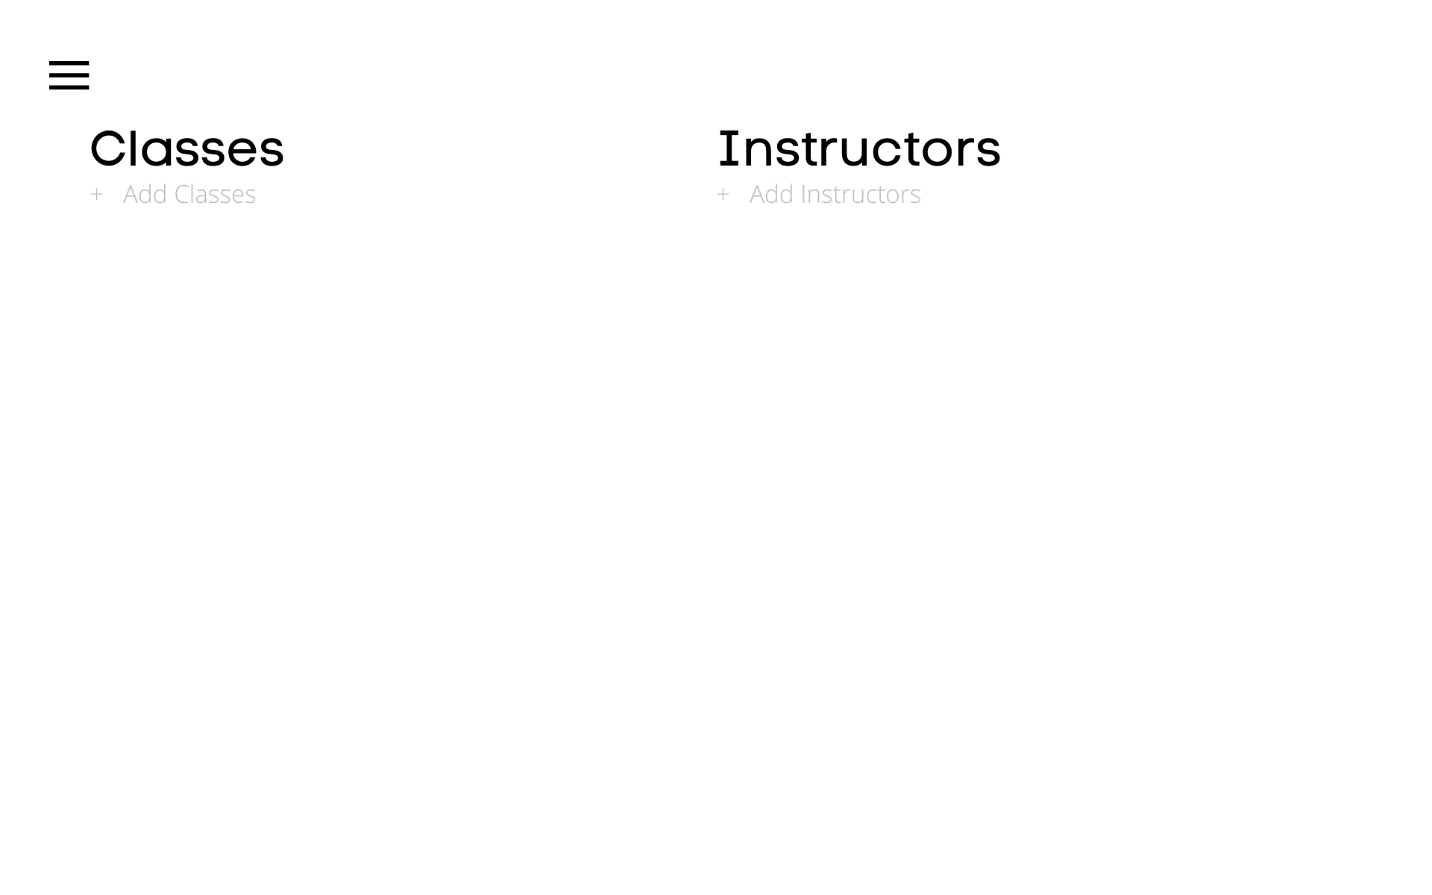 Classes
+ Add Classes
Instructors
+ Add Instructors